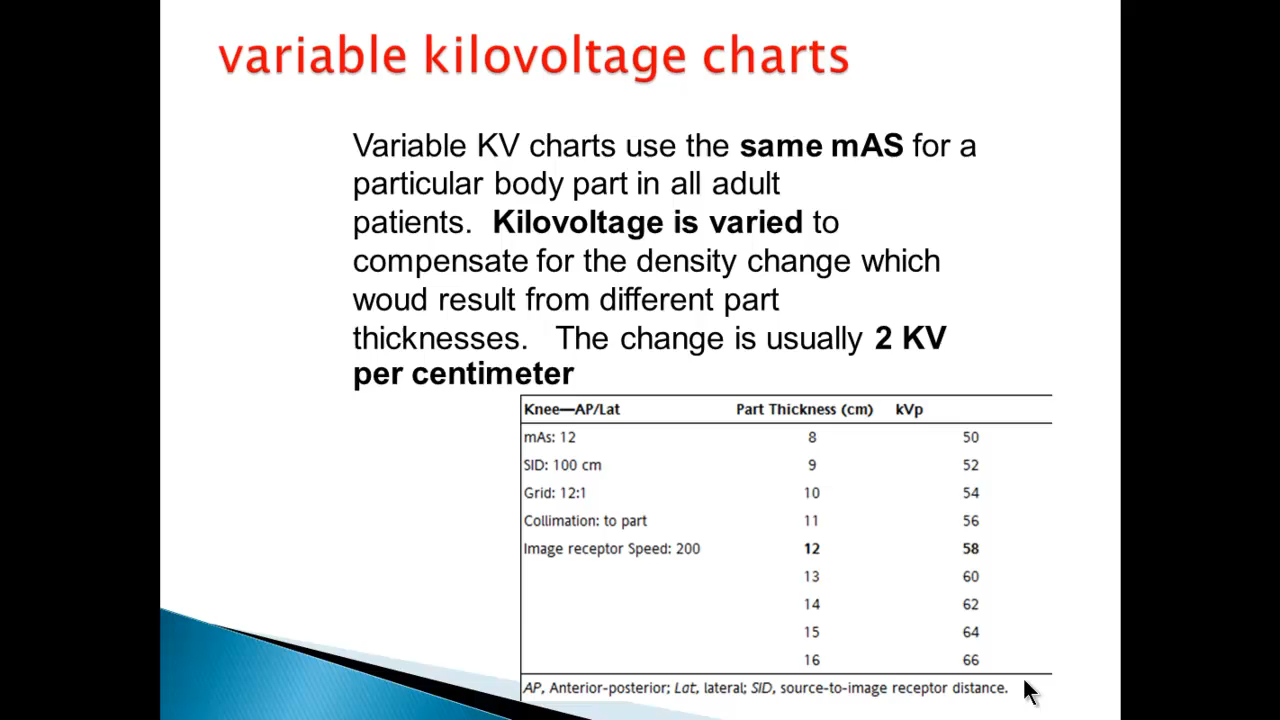 variable kilovoltage charts
Variable KV charts use the same mAS for a
particular body part in all adult
patients. Kilovoltage is varied to
compensate for the density change which
woud result from different part
thicknesses. The change is usually 2 KV
per centimeter
Knee—AP/Lat Part Thickness (cm) kVp
mAs: 12 8 50
SID: 100 cm 9 52
Grid: 12:1 10 54
Collimation: to part 11 56
Image receptor Speed: 200 12 58
13 60
14 62
15 64
16 66
AP, Anterior-posterior; Lat, lateral; SID, source-to-image receptor distance.